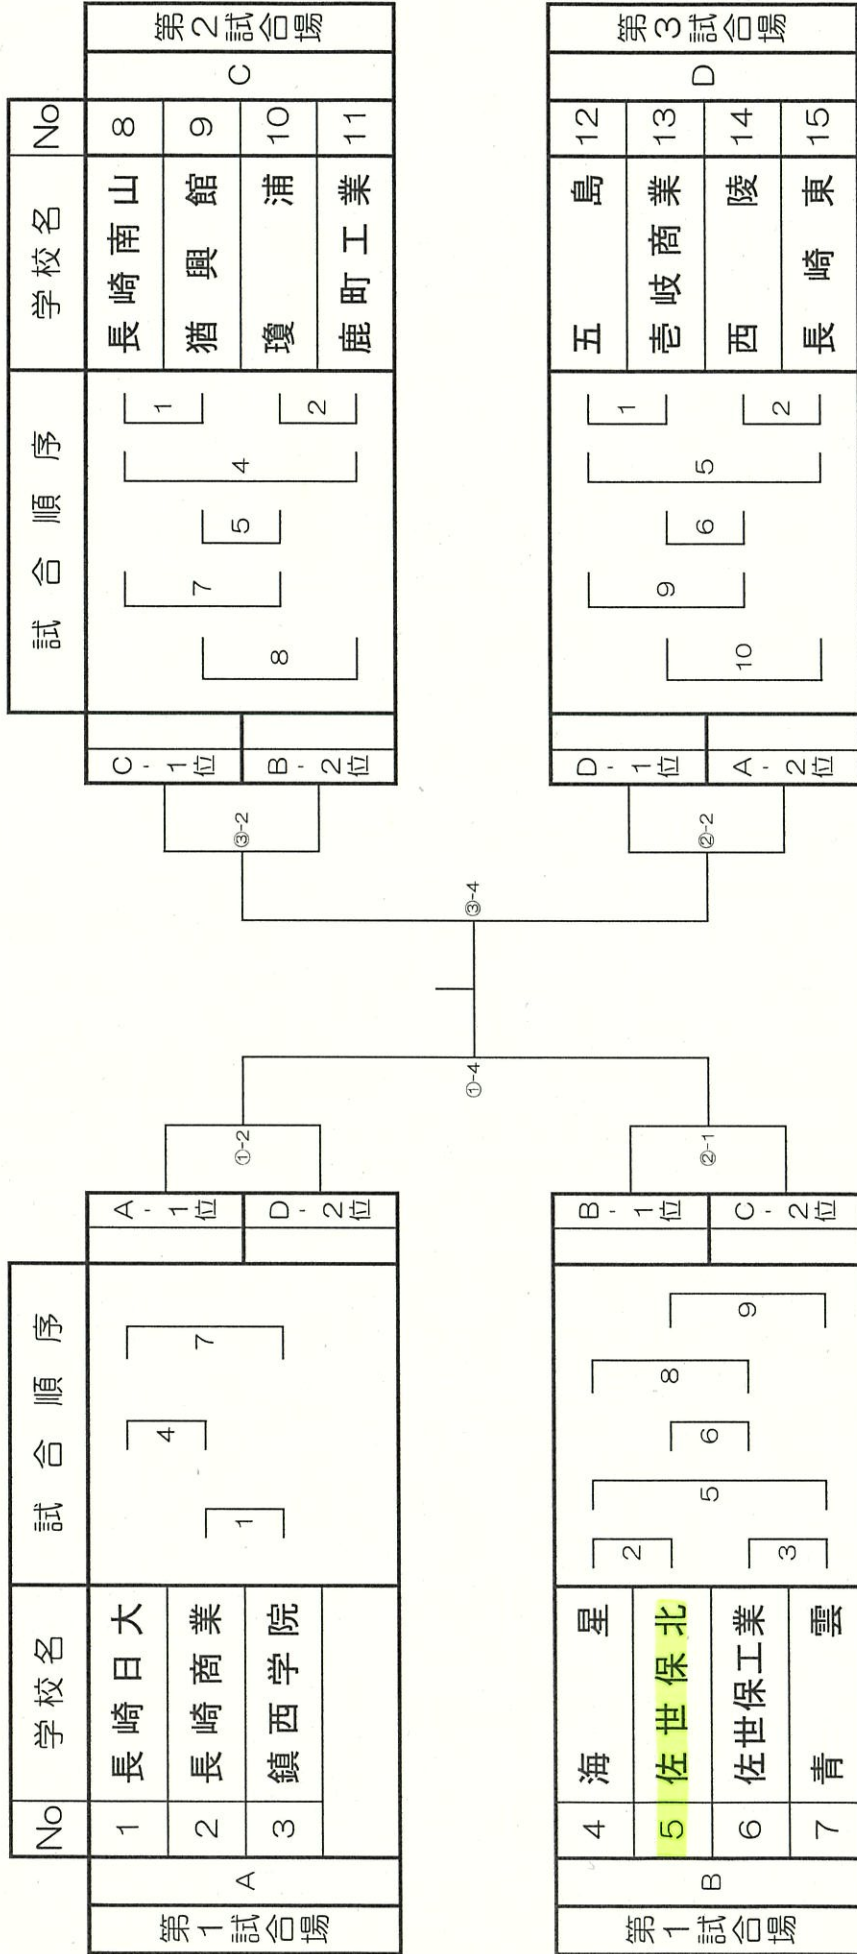 No 学校名 試合順序
第1試合場 A
1 長崎日大
2 長崎商業
3 鎮西学院
1 4 7
A-1位
D-2位
第1試合場 B
4 海星
5 佐世保北
6 佐世保工業
7 青雲
2 3 5 6 8 9
B-1位
C-2位
①-2
②-1
①-4
③-4
③-2
②-2
試合順序 学校名 No
C-1位
B-2位
8 7 5 4 1 2
長崎南山 8
猶興館 9
瓊浦 10
鹿町工業 11
C 第2試合場
D-1位
A-2位
10 9 6 5 1 2
五島 12
壱岐商業 13
西陵 14
長崎東 15
D 第3試合場